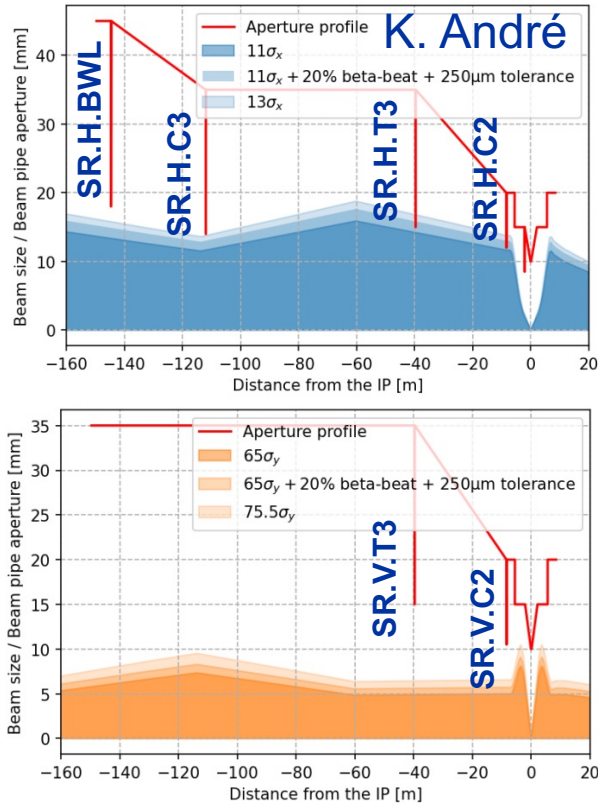 K. André
Aperture profile
11σx
11σx + 20% beta-beat + 250μm tolerance
13σx
SR.H.BWL
SR.H.C3
SR.H.T3
SR.H.C2
Beam size / Beam pipe aperture [mm]
40
30
20
10
0
−160 −140 −120 −100 −80 −60 −40 −20 0 20
Distance from the IP [m]
Aperture profile
65σy
65σy + 20% beta-beat + 250μm tolerance
75.5σy
SR.V.T3
SR.V.C2
Beam size / Beam pipe aperture [mm]
35
30
25
20
15
10
5
0
−160 −140 −120 −100 −80 −60 −40 −20 0 20
Distance from the IP [m]